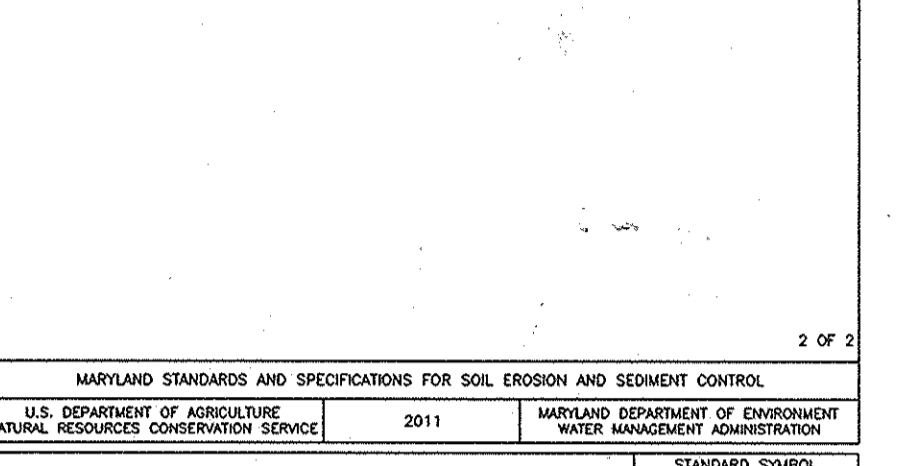 2 OF 2
MARYLAND STANDARDS AND SPECIFICATIONS FOR SOIL EROSION AND SEDIMENT CONTROL
U.S. DEPARTMENT OF AGRICULTURE
ATURAL RESOURCES CONSERVATION SERVICE
2011
MARYLAND DEPARTMENT OF ENVIRONMENT
WATER MANAGEMENT ADMINISTRATION
STANDARD SYMBOL